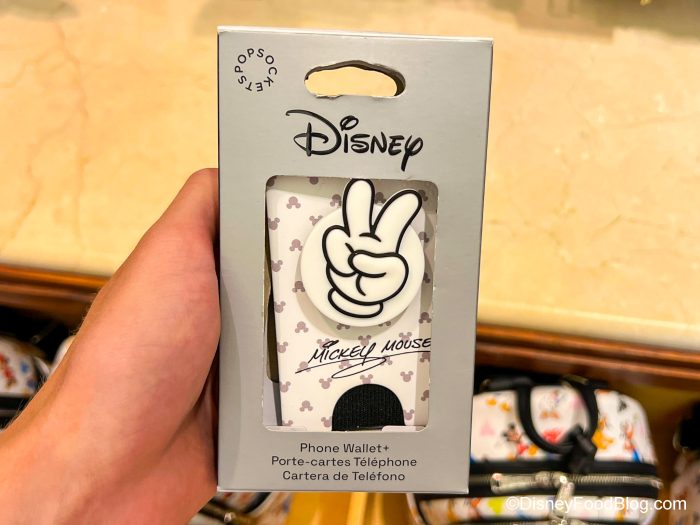 POPSOCKETS
Disney
Mickey Mouse
Phone Wallet+
Porte-cartes Téléphone
Cartera de Teléfono
©DisneyFoodBlog.com